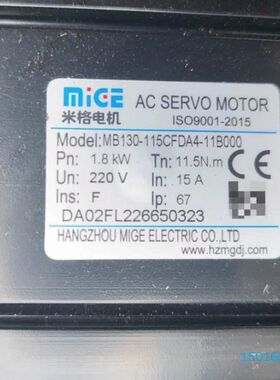 MiGE AC SERVO MOTOR
米格电机 ISO9001-2015
Model:MB130-115CFDA4-11B000
Pn: 1.8 kW Tn: 11.5N.m
Un: 220 V In: 15 A
Ins: F Ip: 67
DA02FL226650323
HANGZHOU MIGE ELECTRIC CO.,LTD
www.hzmgdj.com